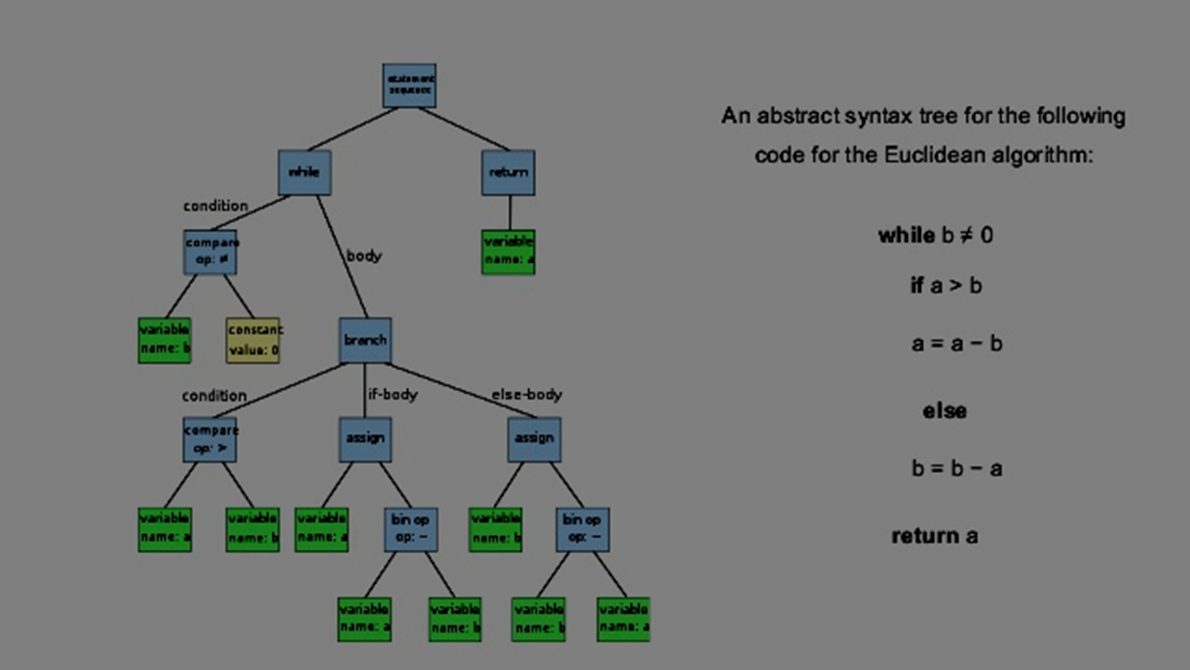 statement
sequence
while
return
condition
compare
op: ≠
body
variable
name: a
variable
name: b
constant
value: 0
branch
condition
if-body
else-body
compare
op: >
assign
assign
variable
name: a
variable
name: b
variable
name: a
bin op
op: −
variable
name: b
bin op
op: −
variable
name: a
variable
name: b
variable
name: b
variable
name: a
An abstract syntax tree for the following
code for the Euclidean algorithm:
while b ≠ 0
if a > b
a = a − b
else
b = b − a
return a